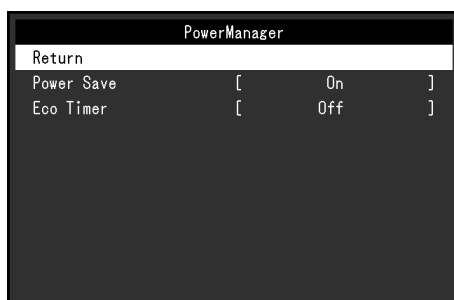 PowerManager
Return
Power Save [ On ]
Eco Timer [ Off ]